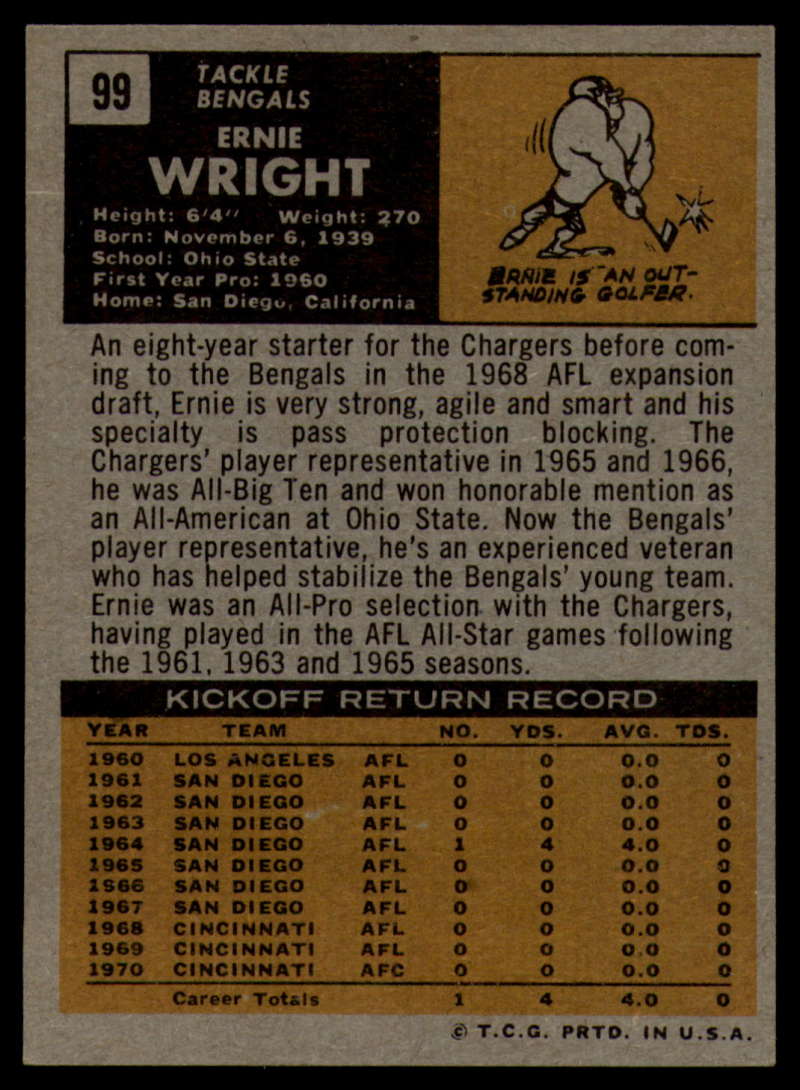 99
TACKLE
BENGALS
ERNIE
WRIGHT
Height: 6'4" Weight: 270
Born: November 6, 1939
School: Ohio State
First Year Pro: 1960
Home: San Diego, California
ERNIE IS AN OUT-
STANDING GOLFER.
An eight-year starter for the Chargers before com-
ing to the Bengals in the 1968 AFL expansion
draft, Ernie is very strong, agile and smart and his
specialty is pass protection blocking. The
Chargers' player representative in 1965 and 1966,
he was All-Big Ten and won honorable mention as
an All-American at Ohio State. Now the Bengals'
player representative, he's an experienced veteran
who has helped stabilize the Bengals' young team.
Ernie was an All-Pro selection with the Chargers,
having played in the AFL All-Star games following
the 1961, 1963 and 1965 seasons.
KICKOFF RETURN RECORD
YEAR TEAM NO. YDS. AVG. TDS.
1960 LOS ANGELES AFL 0 0 0.0 0
1961 SAN DIEGO AFL 0 0 0.0 0
1962 SAN DIEGO AFL 0 0 0.0 0
1963 SAN DIEGO AFL 0 0 0.0 0
1964 SAN DIEGO AFL 1 4 4.0 0
1965 SAN DIEGO AFL 0 0 0.0 0
1966 SAN DIEGO AFL 0 0 0.0 0
1967 SAN DIEGO AFL 0 0 0.0 0
1968 CINCINNATI AFL 0 0 0.0 0
1969 CINCINNATI AFL 0 0 0.0 0
1970 CINCINNATI AFC 0 0 0.0 0
Career Totals 1 4 4.0 0
© T.C.G. PRTD. IN U.S.A.